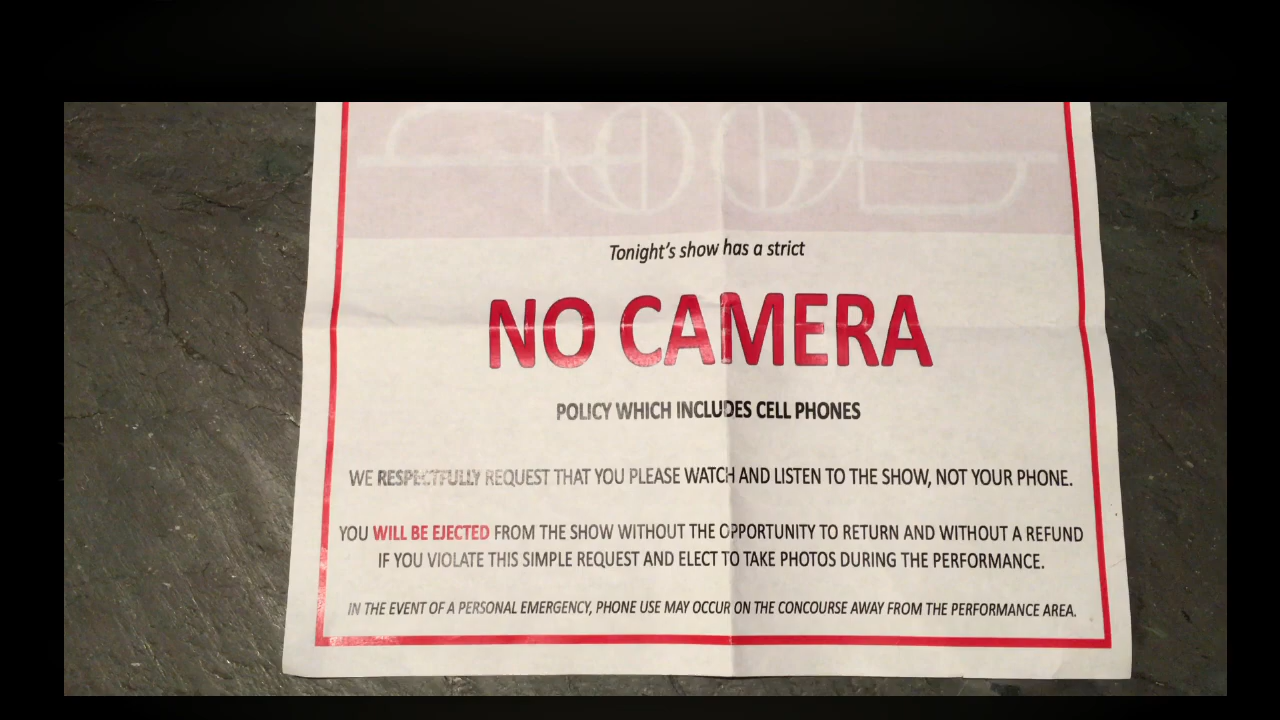 Tonight's show has a strict
NO CAMERA
POLICY WHICH INCLUDES CELL PHONES
WE RESPECTFULLY REQUEST THAT YOU PLEASE WATCH AND LISTEN TO THE SHOW, NOT YOUR PHONE.
YOU WILL BE EJECTED FROM THE SHOW WITHOUT THE OPPORTUNITY TO RETURN AND WITHOUT A REFUND
IF YOU VIOLATE THIS SIMPLE REQUEST AND ELECT TO TAKE PHOTOS DURING THE PERFORMANCE.
IN THE EVENT OF A PERSONAL EMERGENCY, PHONE USE MAY OCCUR ON THE CONCOURSE AWAY FROM THE PERFORMANCE AREA.